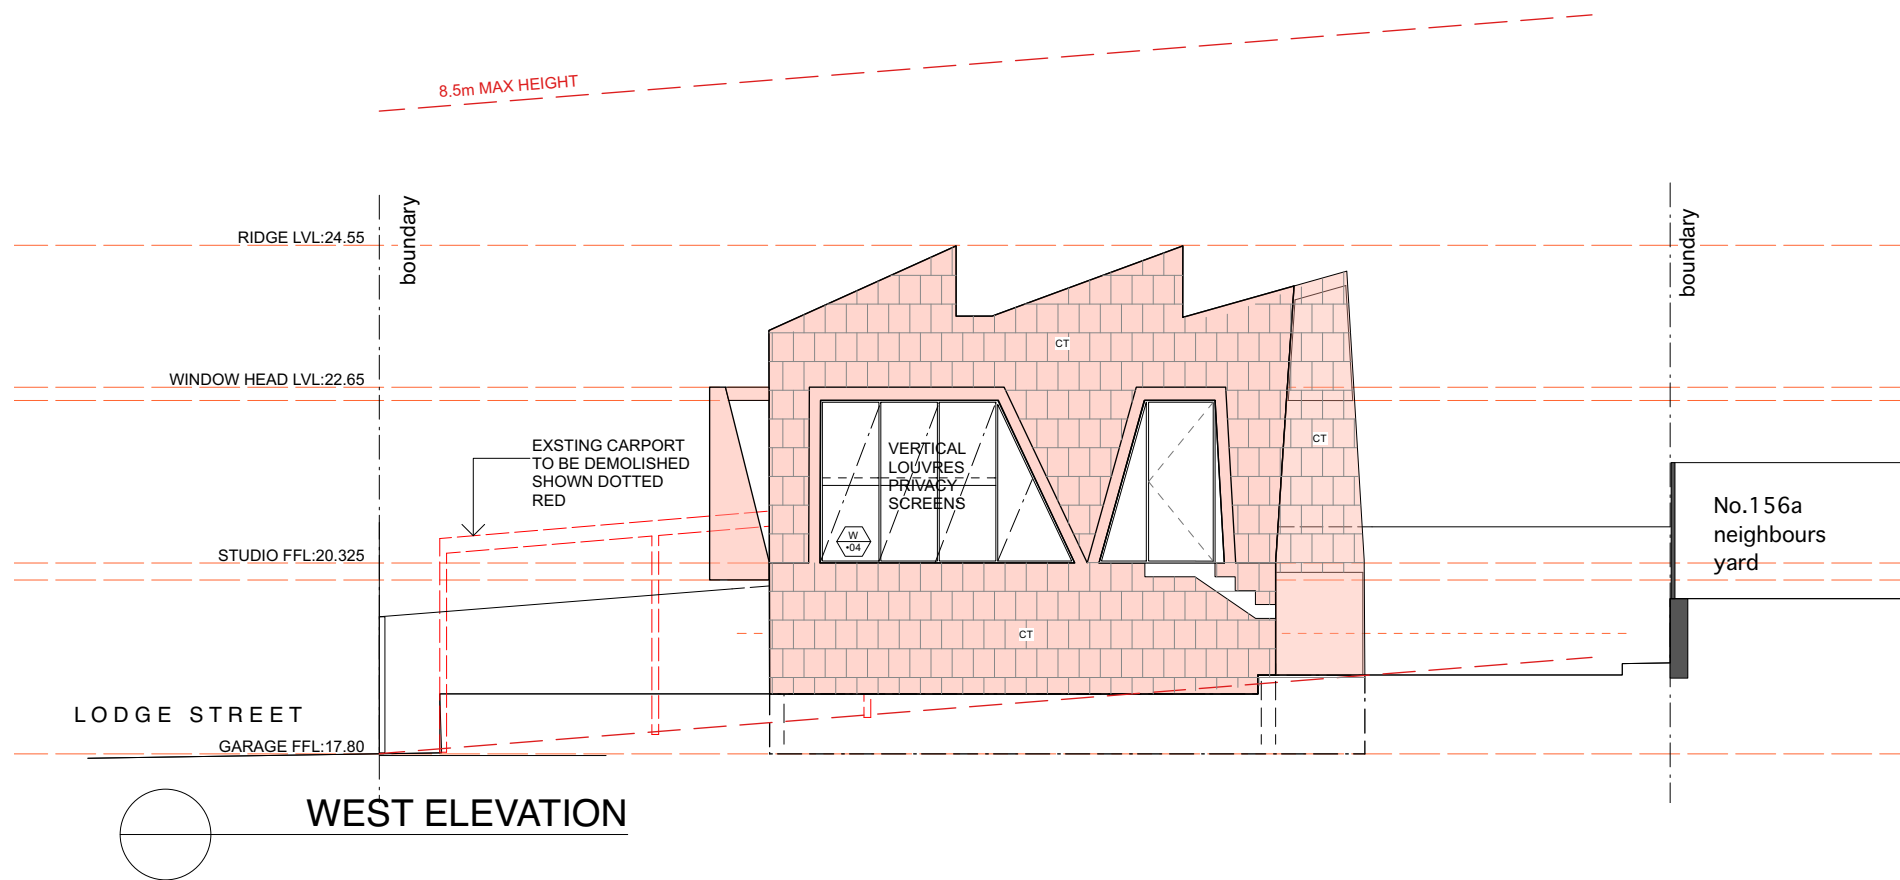 8.5m MAX HEIGHT
boundary
boundary
RIDGE LVL:24.55
CT
WINDOW HEAD LVL:22.65
EXSTING CARPORT
TO BE DEMOLISHED
SHOWN DOTTED
RED
VERTICAL
LOUVRES
PRIVACY
SCREENS
CT
W
•04
No.156a
neighbours
yard
STUDIO FFL:20.325
CT
LODGE STREET
GARAGE FFL:17.80
WEST ELEVATION